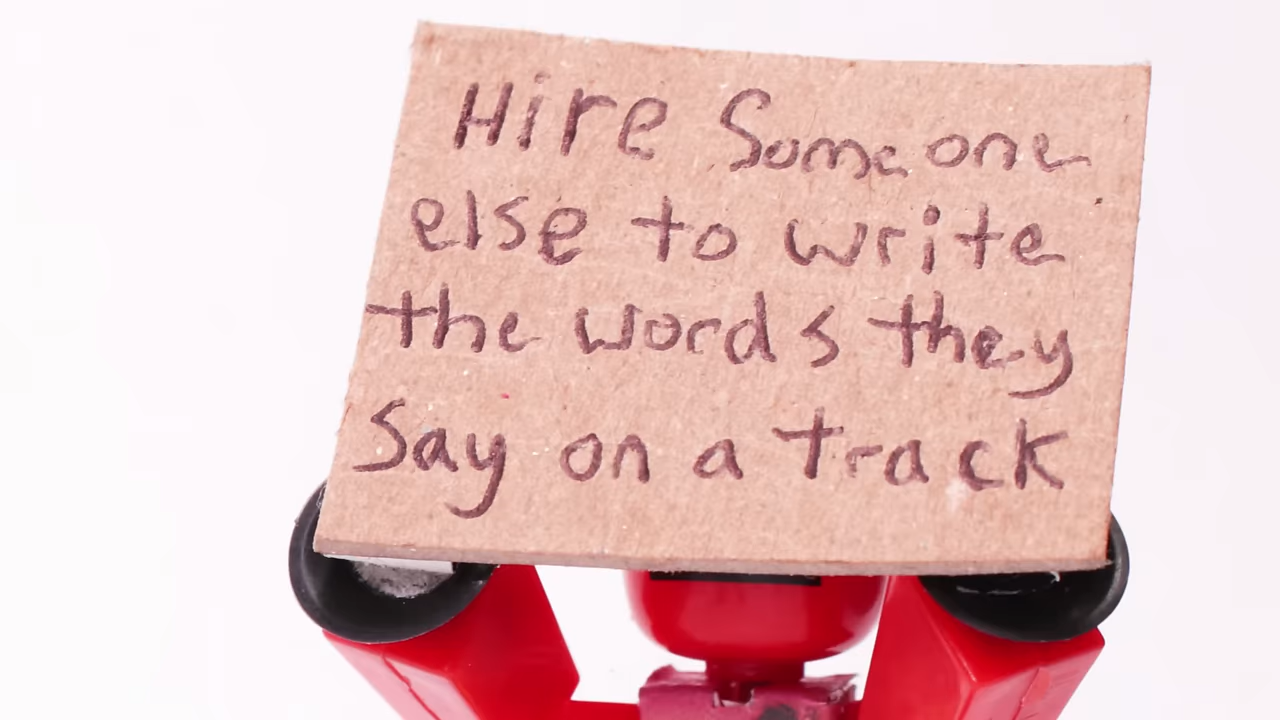 Hire Someone
else to write
the words they
Say on a track